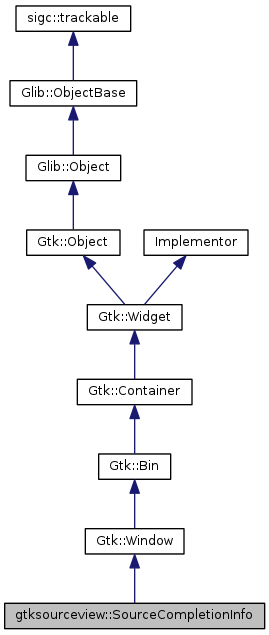 sigc::trackable
Glib::ObjectBase
Glib::Object
Gtk::Object
Implementor
Gtk::Widget
Gtk::Container
Gtk::Bin
Gtk::Window
gtksourceview::SourceCompletionInfo